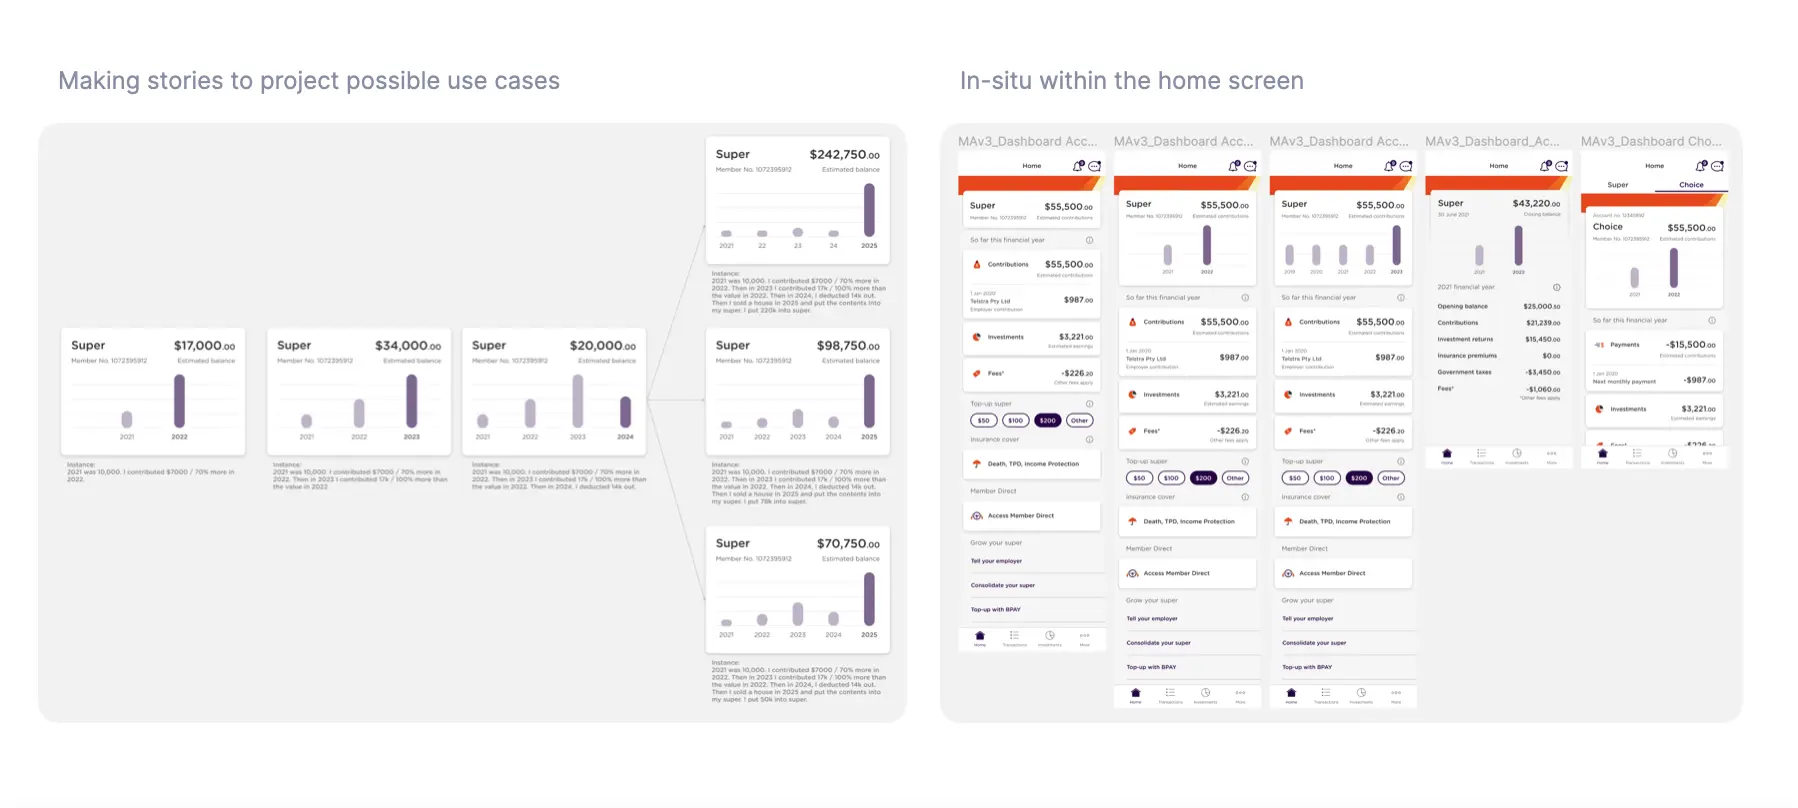 Making stories to project possible use cases
In-situ within the home screen
Super $17,000.00
Member No. 1072395912 Estimated balance
2021 2022
Instance:
2021 was 10,000. I contributed $7000 / 70% more in
2022.
Super $34,000.00
Member No. 1072395912 Estimated balance
2021 2022 2023
Instance:
2021 was 10,000. I contributed $7000 / 70% more in
2022. Then in 2023 I contributed 17k / 100% more than
the value in 2022
Super $20,000.00
Member No. 1072395912 Estimated balance
2021 2022 2023 2024
Instance:
2021 was 10,000. I contributed $7000 / 70% more in
2022. Then in 2023 I contributed 17k / 100% more than
the value in 2022. Then in 2024, I deducted 14k out.
Super $242,750.00
Member No. 1072395912 Estimated balance
2021 22 23 24 2025
Instance:
2021 was 10,000. I contributed $7000 / 70% more in
2022. Then in 2023 I contributed 17k / 100% more than
the value in 2022. Then in 2024, I deducted 14k out.
Then I sold a house in 2025 and put the contents into
my super. I put 220k into super.
Super $98,750.00
Member No. 1072395912 Estimated balance
2021 2022 2023 2024 2025
Instance:
2021 was 10,000. I contributed $7000 / 70% more in
2022. Then in 2023 I contributed 17k / 100% more than
the value in 2022. Then in 2024, I deducted 14k out.
Then I sold a house in 2025 and put the contents into
my super. I put 78k into super.
Super $70,750.00
Member No. 1072395912 Estimated balance
2021 2022 2023 2024 2025
Instance:
2021 was 10,000. I contributed $7000 / 70% more in
2022. Then in 2023 I contributed 17k / 100% more than
the value in 2022. Then in 2024, I deducted 14k out.
Then I sold a house in 2025 and put the contents into
my super. I put 50k into super.
MAv3_Dashboard Acc...
Home
Super $55,500.00
Member No. 1072395912 Estimated contributions
So far this financial year
Contributions $55,500.00
Estimated contributions
1 Jan 2020
Telstra Pty Ltd $987.00
Employer contribution
Investments $3,221.00
Estimated earnings
Fees* -$226.20
Other fees apply
Top-up super
$50 $100 $200 Other
Insurance cover
Death, TPD, Income Protection
Member Direct
Access Member Direct
Grow your super
Tell your employer
Consolidate your super
Top-up with BPAY
Home Transactions Investments More
MAv3_Dashboard Acc...
Home
Super $55,500.00
Member No. 1072395912 Estimated contributions
2021 2022
So far this financial year
Contributions $55,500.00
Estimated contributions
1 Jan 2020
Telstra Pty Ltd $987.00
Employer contribution
Investments $3,221.00
Estimated earnings
Fees* -$226.20
Other fees apply
Top-up super
$50 $100 $200 Other
Insurance cover
Death, TPD, Income Protection
Member Direct
Access Member Direct
Grow your super
Tell your employer
Consolidate your super
Top-up with BPAY
Home Transactions Investments More
MAv3_Dashboard Acc...
Home
Super $55,500.00
Member No. 1072395912 Estimated contributions
2019 2020 2021 2022 2023
So far this financial year
Contributions $55,500.00
Estimated contributions
1 Jan 2020
Telstra Pty Ltd $987.00
Employer contribution
Investments $3,221.00
Estimated earnings
Fees* -$226.20
Other fees apply
Top-up super
$50 $100 $200 Other
Insurance cover
Death, TPD, Income Protection
Member Direct
Access Member Direct
Grow your super
Tell your employer
Consolidate your super
Top-up with BPAY
Home Transactions Investments More
MAv3_Dashboard_Ac...
Home
Super $43,220.00
30 June 2021 Closing balance
2021 2022
2021 financial year
Opening balance $25,000.50
Contributions $21,239.00
Investment returns $15,450.00
Insurance premiums $0.00
Government taxes -$3,450.00
Fees* -$1,060.00
*Other fees apply
Home Transactions Investments More
MAv3_Dashboard Cho...
Home
Super Choice
Choice $55,500.00
Member No. 1072395912 Estimated contributions
2021 2022
So far this financial year
Payments -$15,500.00
Estimated contributions
1 Jan 2020
Next monthly payment -$987.00
Investments $3,221.00
Estimated earnings
Home Transactions Investments More